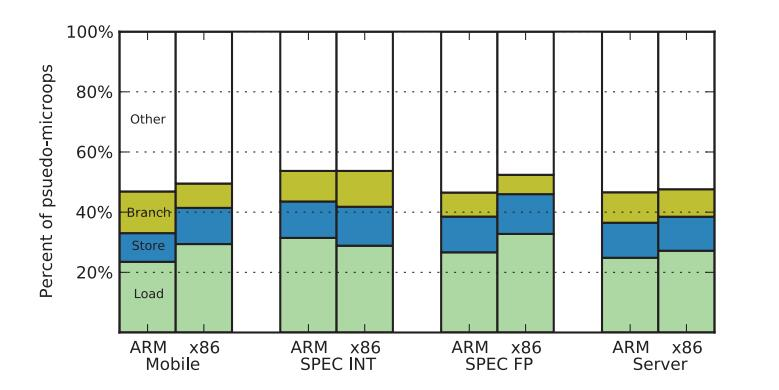 100%
80%
60%
40%
20%
Percent of psuedo-microops
Other
Branch
Store
Load
ARM x86 ARM x86 ARM x86 ARM x86
Mobile SPEC INT SPEC FP Server